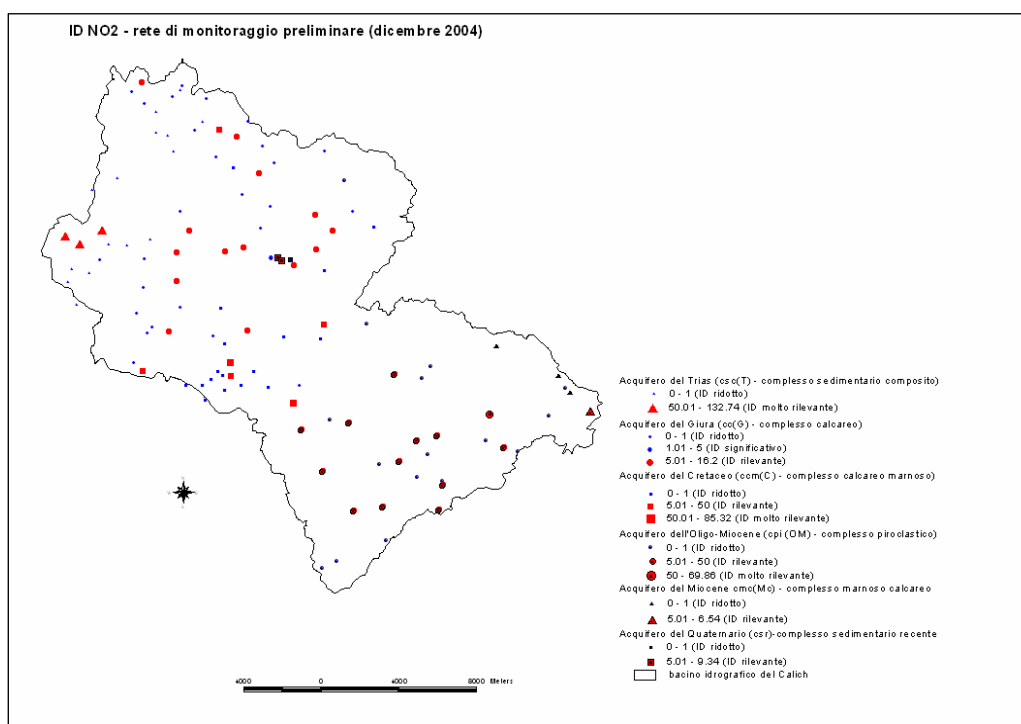 ID NO2 - rete di monitoraggio preliminare (dicembre 2004)
Acquifero del Trias (csc(T) - complesso sedimentario composito)
0 - 1 (ID ridotto)
50.01 - 132.74 (ID molto rilevante)
Acquifero del Giura (cc(G) - complesso calcareo)
0 - 1 (ID ridotto)
1.01 - 5 (ID significativo)
5.01 - 16.2 (ID rilevante)
Acquifero del Cretaceo (ccm(C) - complesso calcareo marnoso)
0 - 1 (ID ridotto)
5.01 - 50 (ID rilevante)
50.01 - 85.32 (ID molto rilevante)
Acquifero dell'Oligo-Miocene (cpi (OM) - complesso piroclastico)
0 - 1 (ID ridotto)
5.01 - 50 (ID rilevante)
50 - 69.86 (ID molto rilevante)
Acquifero del Miocene cmc(Mc) - complesso marnoso calcareo
0 - 1 (ID ridotto)
5.01 - 6.54 (ID rilevante)
Acquifero del Quaternario (csr)-complesso sedimentario recente
0 - 1 (ID ridotto)
5.01 - 9.34 (ID rilevante)
bacino idrografico del Calich
4000 0 4000 8000 Meters